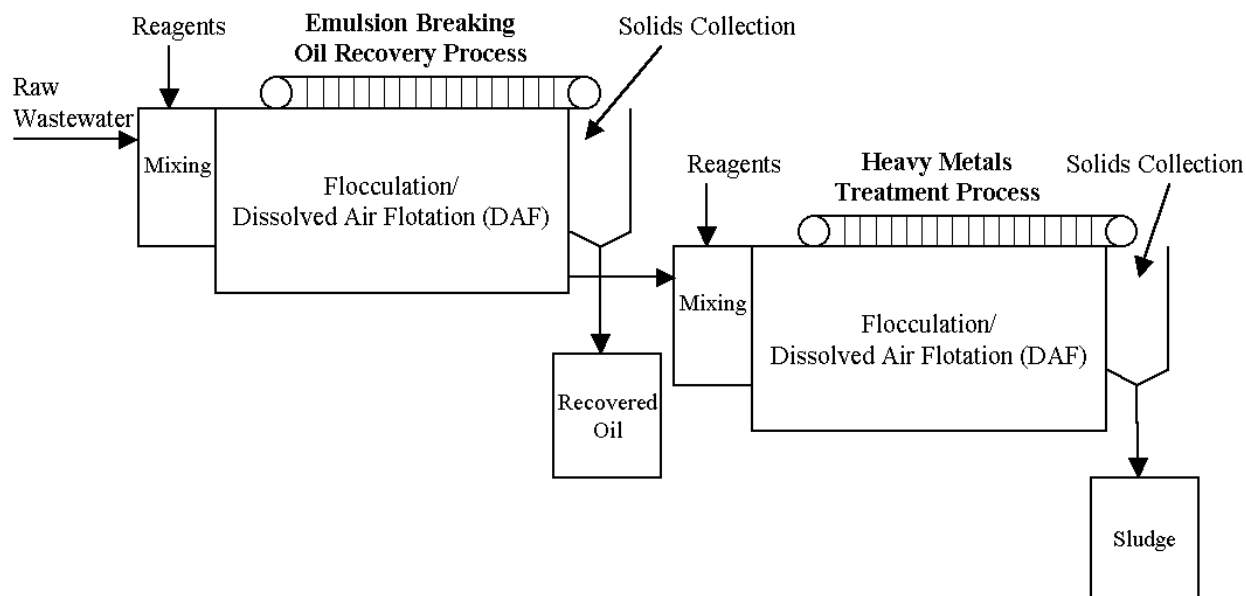 Reagents
Emulsion Breaking
Oil Recovery Process
Solids Collection
Raw
Wastewater
Mixing
Flocculation/
Dissolved Air Flotation (DAF)
Reagents
Heavy Metals
Treatment Process
Solids Collection
Mixing
Flocculation/
Dissolved Air Flotation (DAF)
Recovered
Oil
Sludge